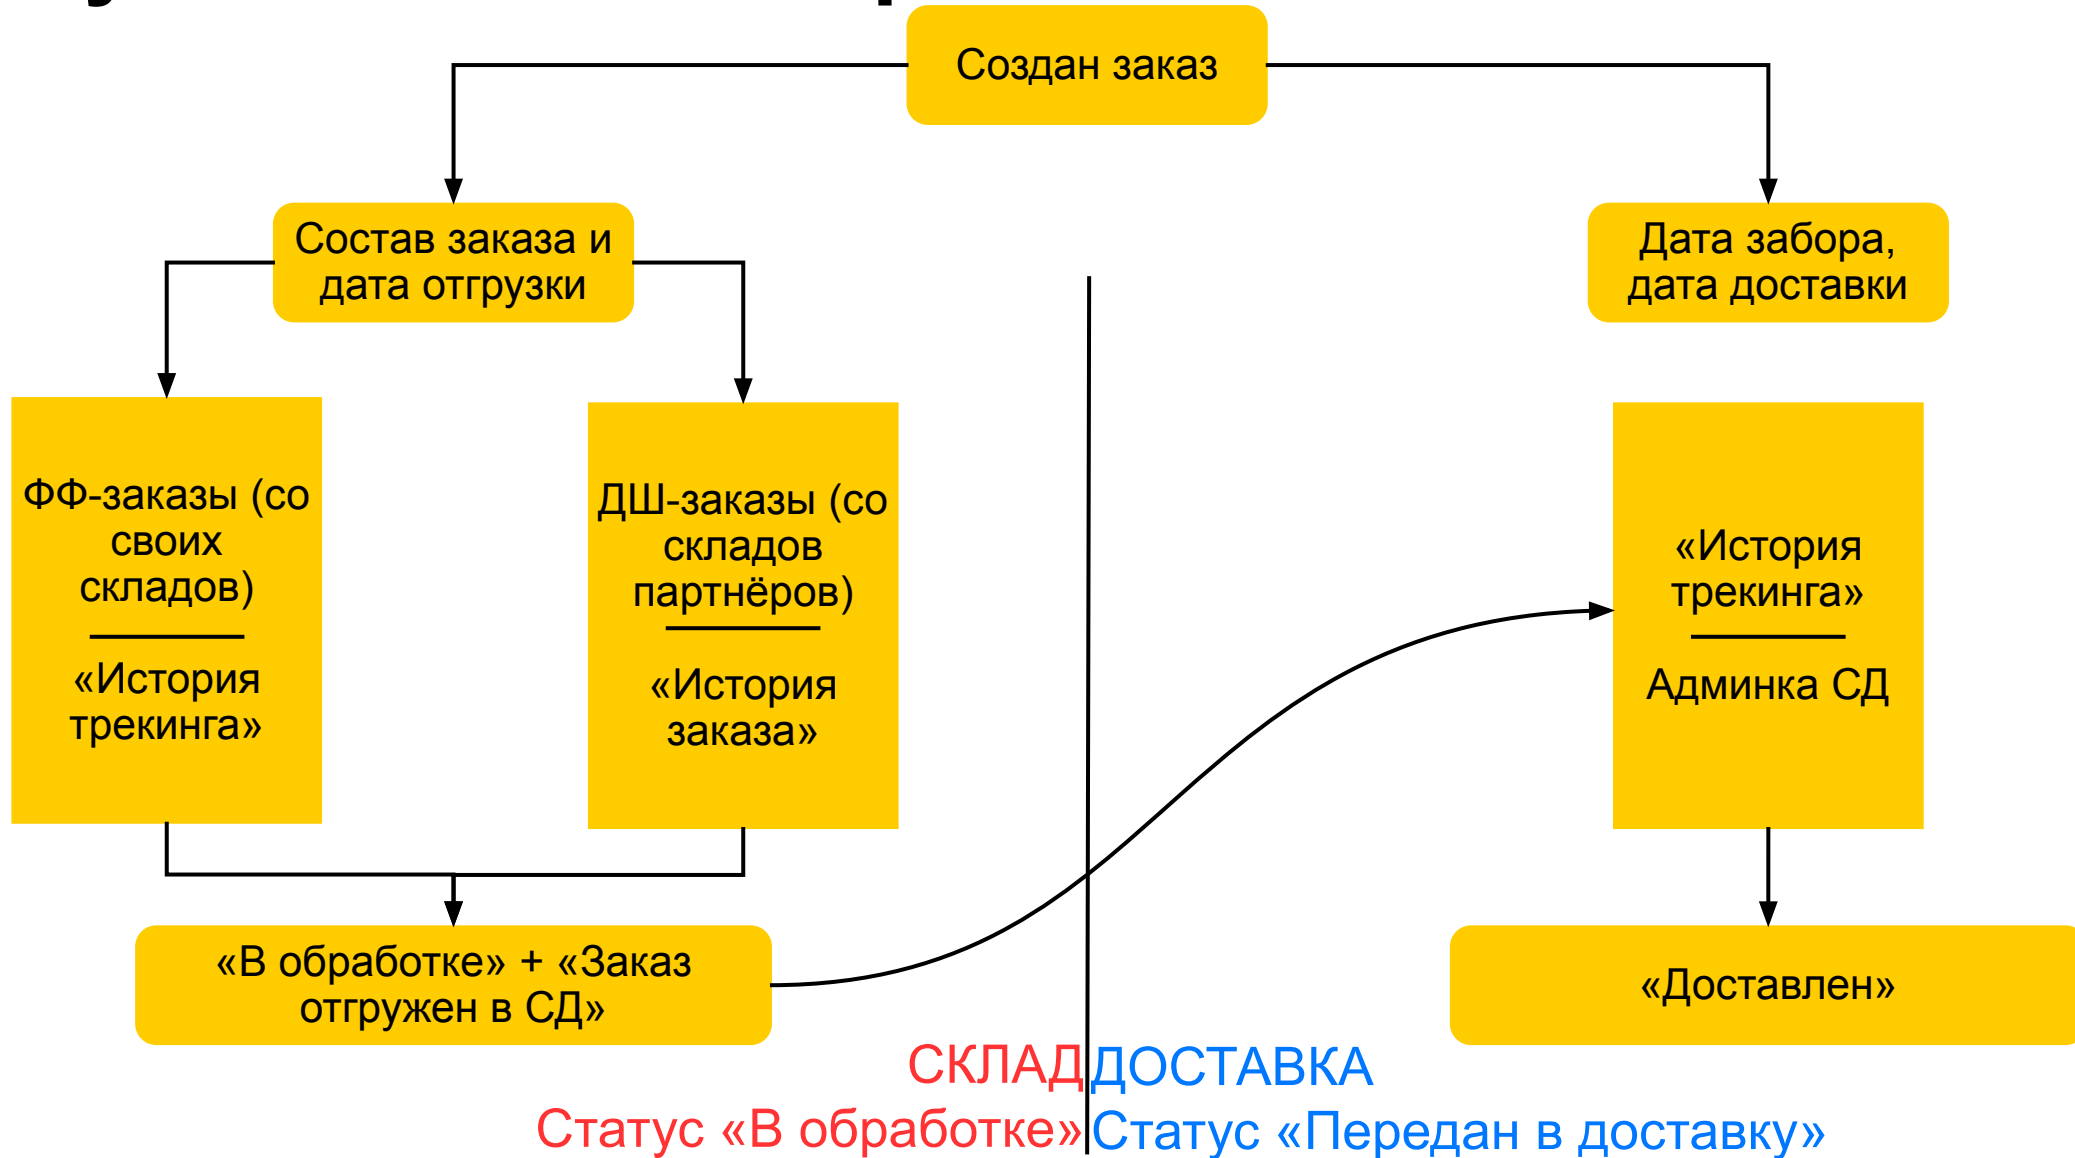 Создан заказ
Состав заказа и
дата отгрузки
Дата забора,
дата доставки
ФФ-заказы (со
своих
складов)
«История
трекинга»
ДШ-заказы (со
складов
партнёров)
«История
заказа»
«История
трекинга»
Админка СД
«В обработке» + «Заказ
отгружен в СД»
«Доставлен»
СКЛАД
ДОСТАВКА
Статус «В обработке»
Статус «Передан в доставку»